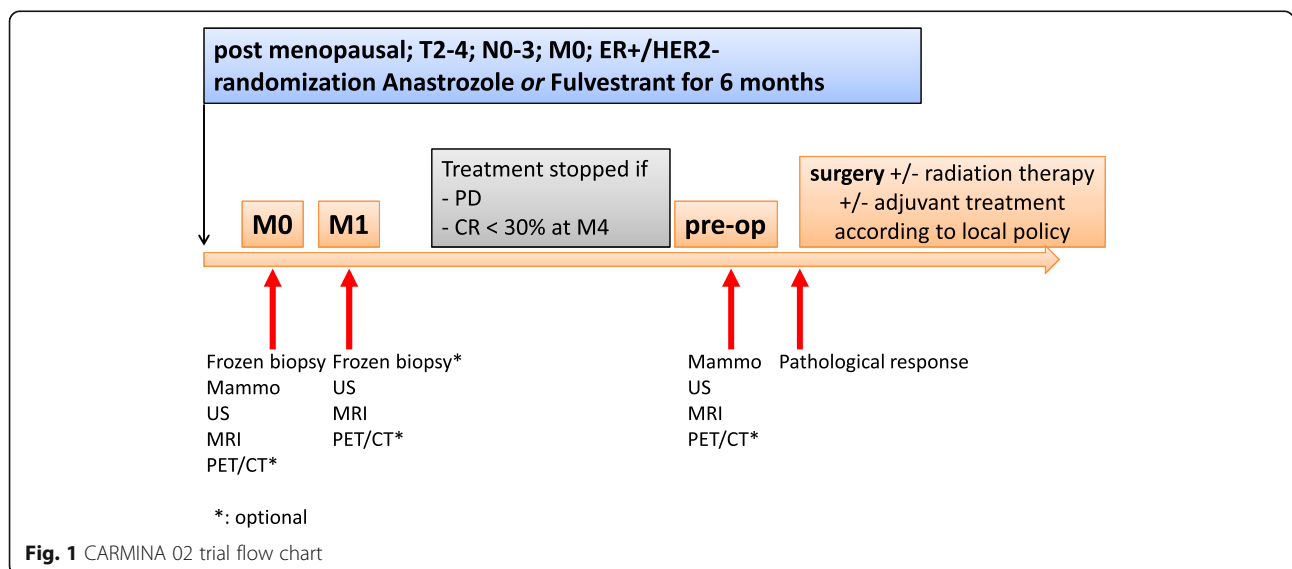 post menopausal; T2-4; N0-3; M0; ER+/HER2-
randomization Anastrozole or Fulvestrant for 6 months
Treatment stopped if
- PD
- CR < 30% at M4
surgery +/- radiation therapy
+/- adjuvant treatment
according to local policy
M0
M1
pre-op
Frozen biopsy
Mammo
US
MRI
PET/CT*
Frozen biopsy*
US
MRI
PET/CT*
Mammo
US
MRI
PET/CT*
Pathological response
*: optional
Fig. 1 CARMINA 02 trial flow chart